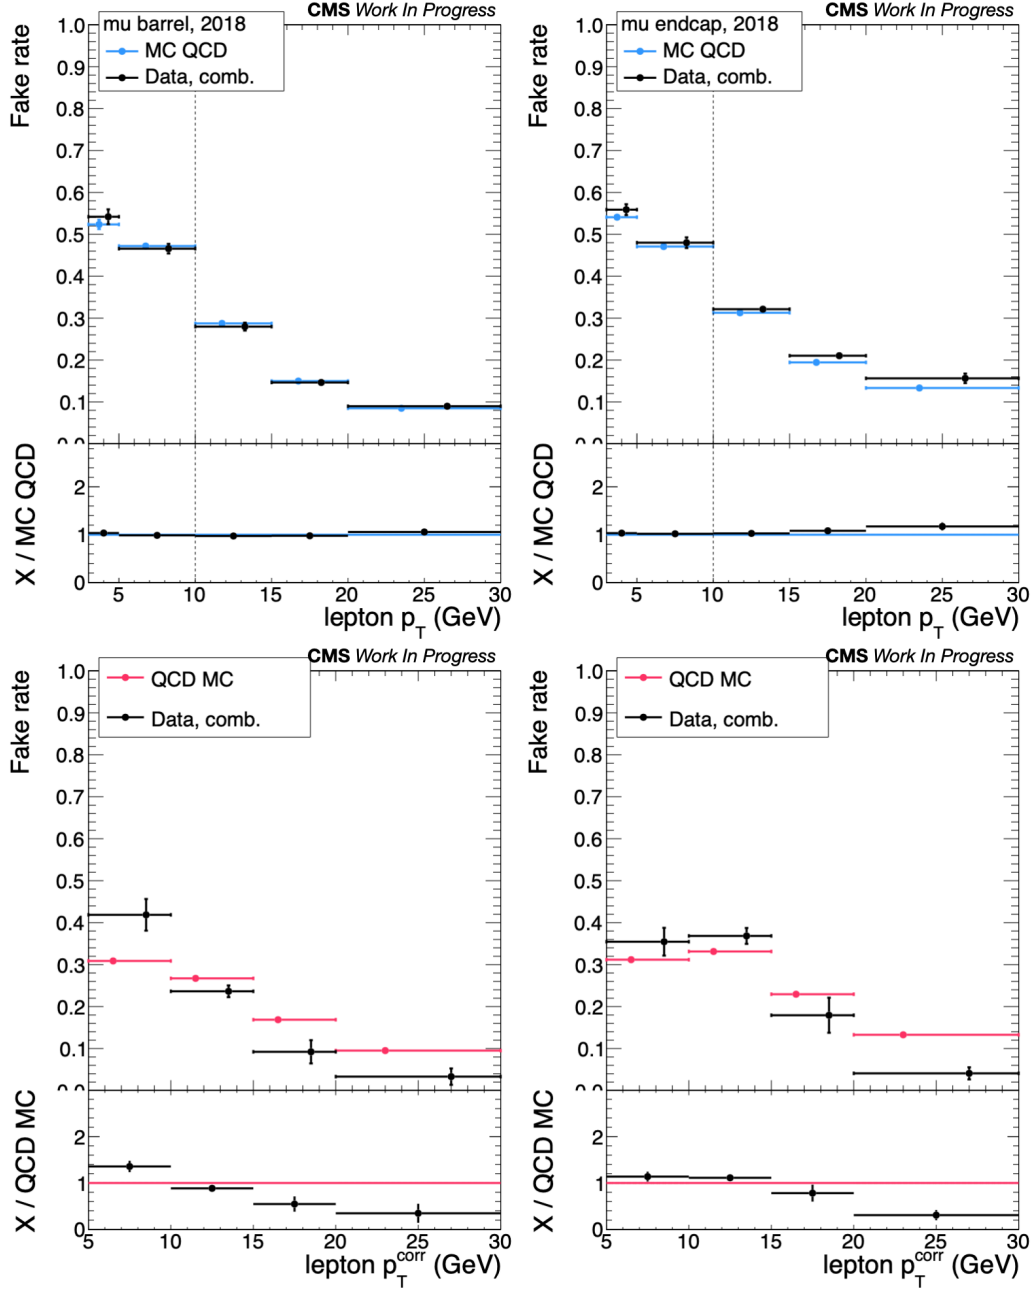 CMS Work In Progress
Fake rate
mu barrel, 2018
MC QCD
Data, comb.
1.0
0.9
0.8
0.7
0.6
0.5
0.4
0.3
0.2
0.1
0.0
X / MC QCD
2
1
0
5 10 15 20 25 30
lepton p_T (GeV)
CMS Work In Progress
Fake rate
mu endcap, 2018
MC QCD
Data, comb.
1.0
0.9
0.8
0.7
0.6
0.5
0.4
0.3
0.2
0.1
0.0
X / MC QCD
2
1
0
5 10 15 20 25 30
lepton p_T (GeV)
CMS Work In Progress
Fake rate
QCD MC
Data, comb.
1.0
0.9
0.8
0.7
0.6
0.5
0.4
0.3
0.2
0.1
0.0
X / QCD MC
2
1
0
5 10 15 20 25 30
lepton p_T^corr (GeV)
CMS Work In Progress
Fake rate
QCD MC
Data, comb.
1.0
0.9
0.8
0.7
0.6
0.5
0.4
0.3
0.2
0.1
0.0
X / QCD MC
2
1
0
5 10 15 20 25 30
lepton p_T^corr (GeV)